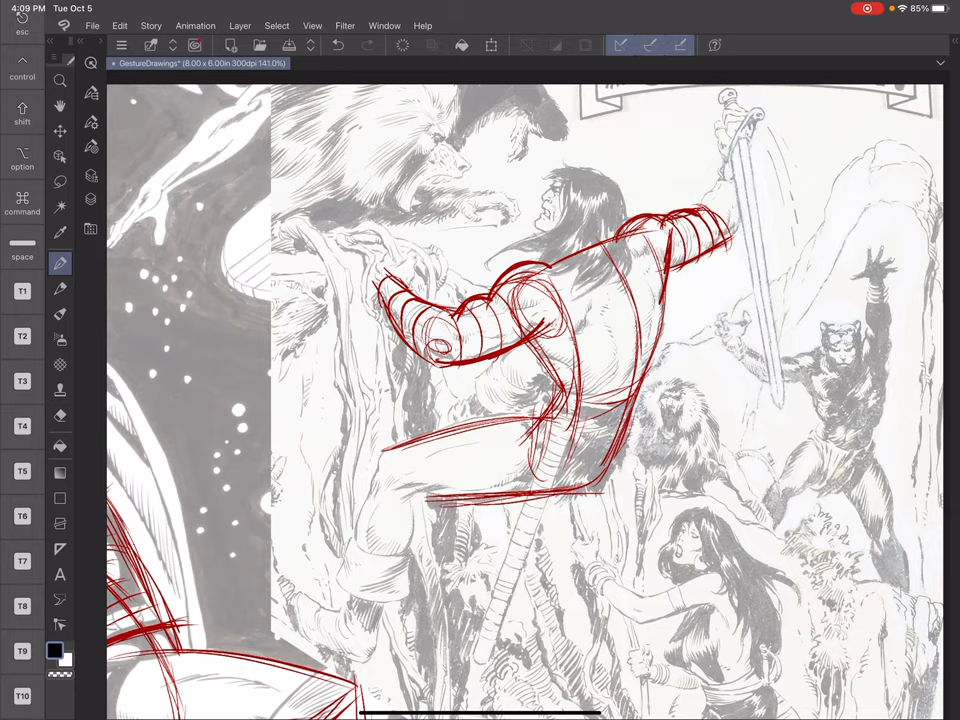 4:09 PM Tue Oct 5
85%
esc
File Edit Story Animation Layer Select View Filter Window Help
control
GestureDrawings* (8.00 x 6.00in 300dpi 141.0%)
shift
option
command
space
T1
T2
T3
T4
T5
T6
T7
T8
T9
T10
A